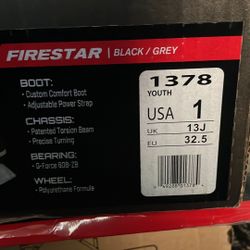 FIRESTAR | BLACK / GREY
BOOT:
• Custom Comfort Boot
• Adjustable Power Strap
CHASSIS:
• Patented Torsion Beam
• Precise Turning
BEARING:
• G-Force 608-ZB
WHEEL:
• Polyurethane Formula
1378
YOUTH
USA 1
UK 13J
EU 32.5